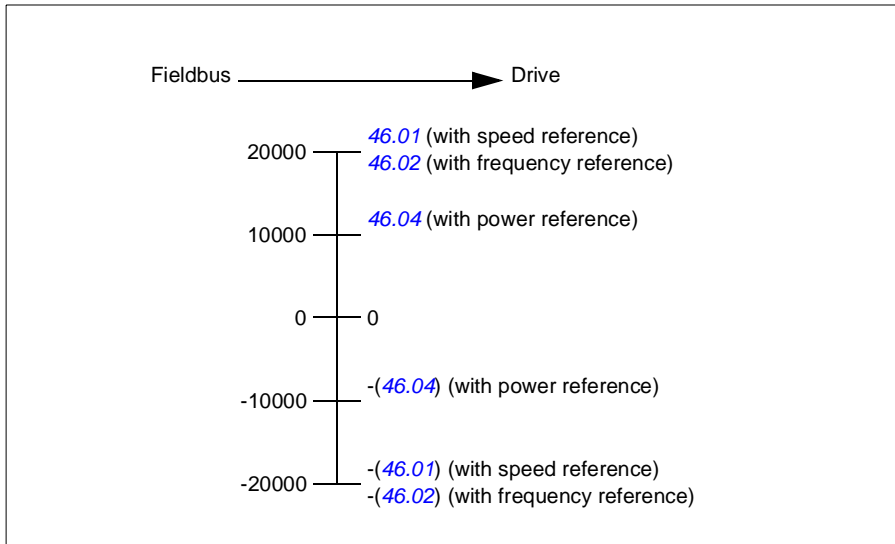 Fieldbus Drive
46.01 (with speed reference)
20000
46.02 (with frequency reference)
46.04 (with power reference)
10000
0 0
-(46.04) (with power reference)
-10000
-(46.01) (with speed reference)
-20000
-(46.02) (with frequency reference)